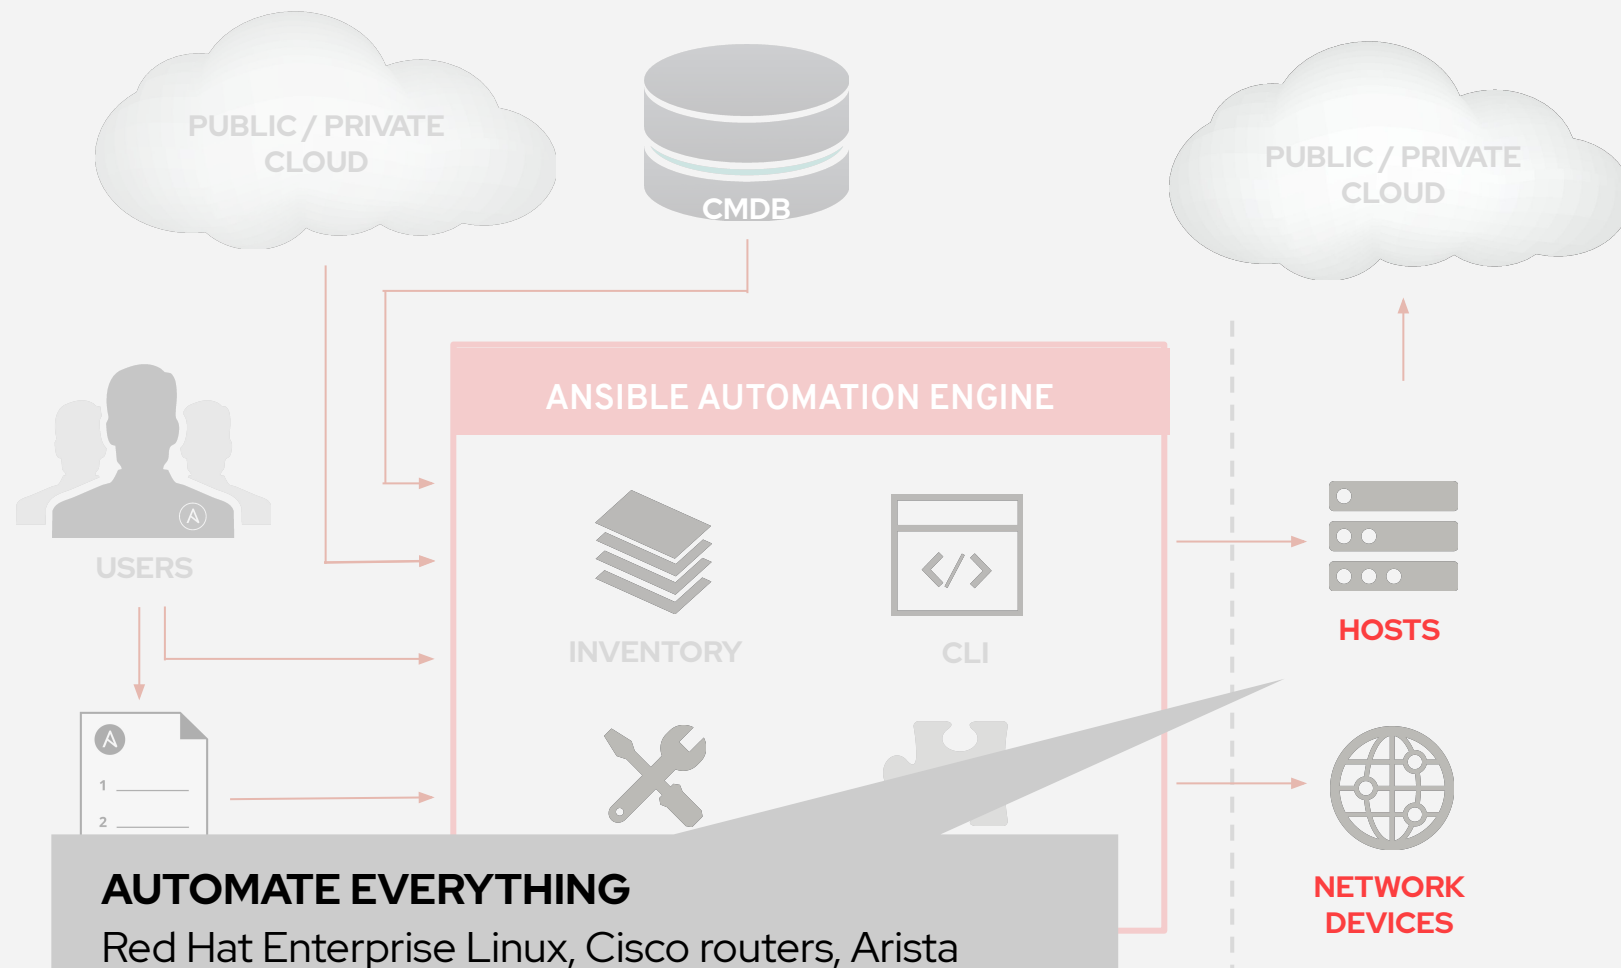 PUBLIC / PRIVATE
CLOUD
CMDB
PUBLIC / PRIVATE
CLOUD
ANSIBLE AUTOMATION ENGINE
USERS
INVENTORY
CLI
HOSTS
1
2
NETWORK
DEVICES
AUTOMATE EVERYTHING
Red Hat Enterprise Linux, Cisco routers, Arista